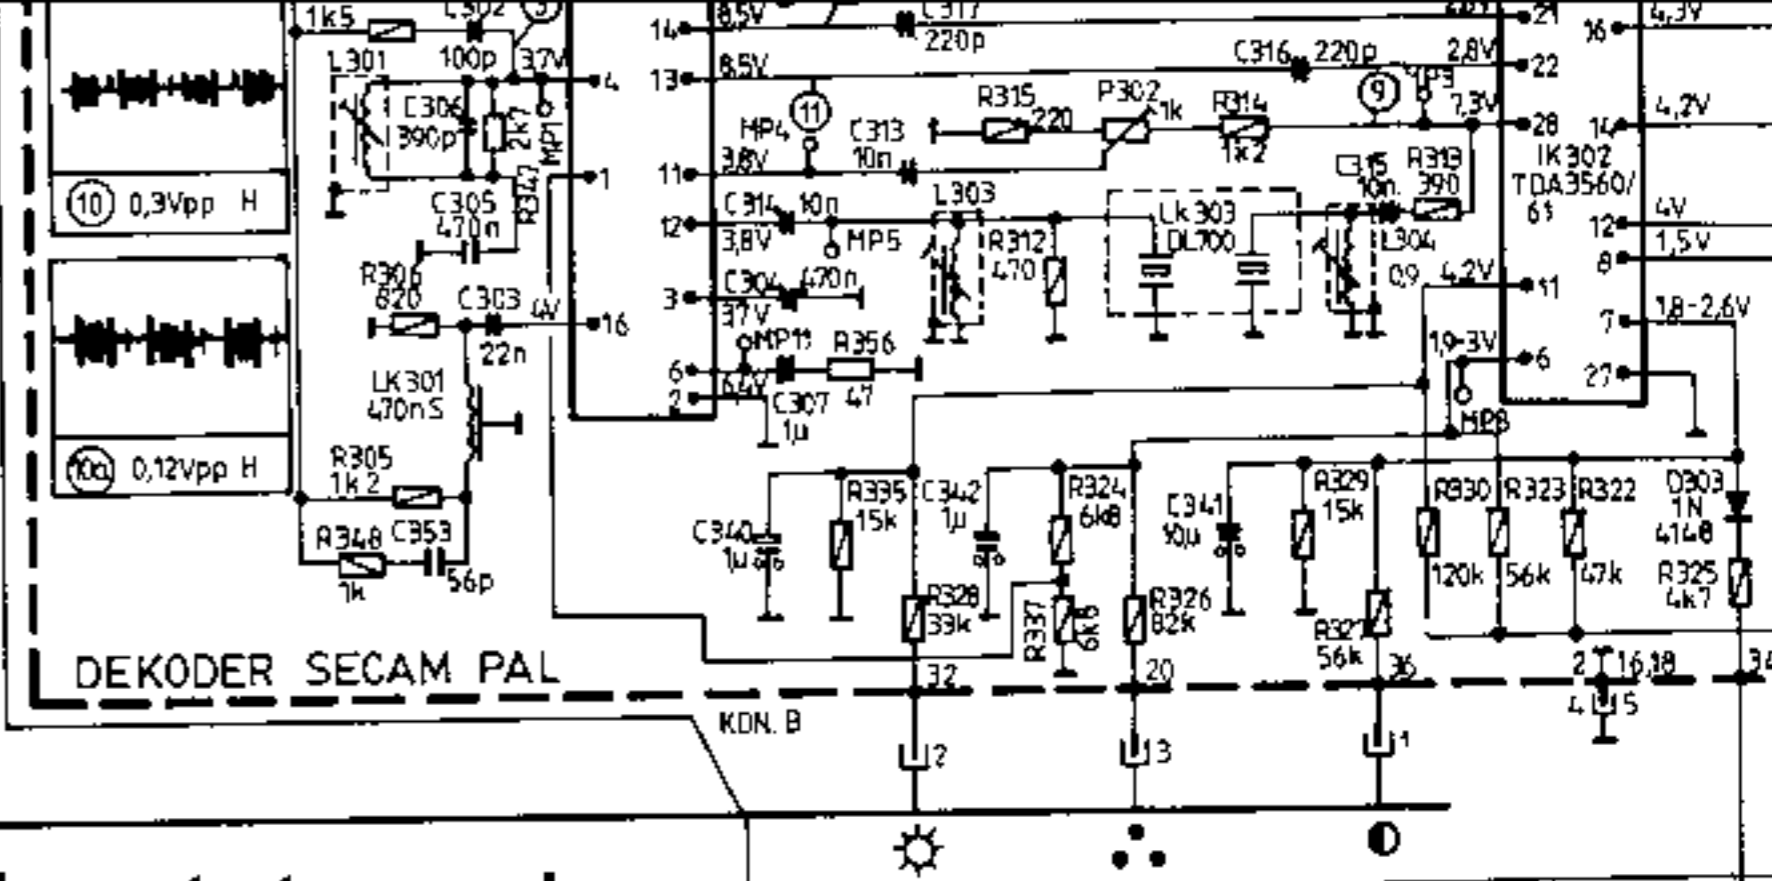 1k5
100p
3,7V
L301
C306
390p
2k7
MP1
R347
4
1
10 0,3Vpp H
C305
470n
R306
820
C303
22n
4V
16
LK301
470nS
10a 0,12Vpp H
R305
1k2
R348
1k
C353
56p
DEKODER SECAM PAL
14
8,5V
C317
220p
13
8,5V
11
MP4
3,8V
C313
10n
11
12
C314
10n
3,8V
MP5
3
C304
470n
3,7V
6
MP11
R356
47
6,4V
2
C307
1µ
R315
220
P302
1k
R314
1k2
9
C316
220p
2,8V
22
21
7,3V
28
L303
R312
470
Lk303
DL700
C315
10n
R313
390
L304
0,9
IK302
TDA3560/
61
4,2V
11
1,9-3V
6
MP8
16
4,3V
14
4,2V
12
4V
8
1,5V
7
1,8-2,6V
27
C340
1µ
R335
15k
R328
33k
C342
1µ
R324
6k8
R337
6k8
R326
82k
C341
10µ
R329
15k
R327
56k
R330
120k
R323
56k
R322
47k
D303
1N
4148
R325
4k7
32
20
36
2
16,18
34
4
5
KON. B
2
3
1